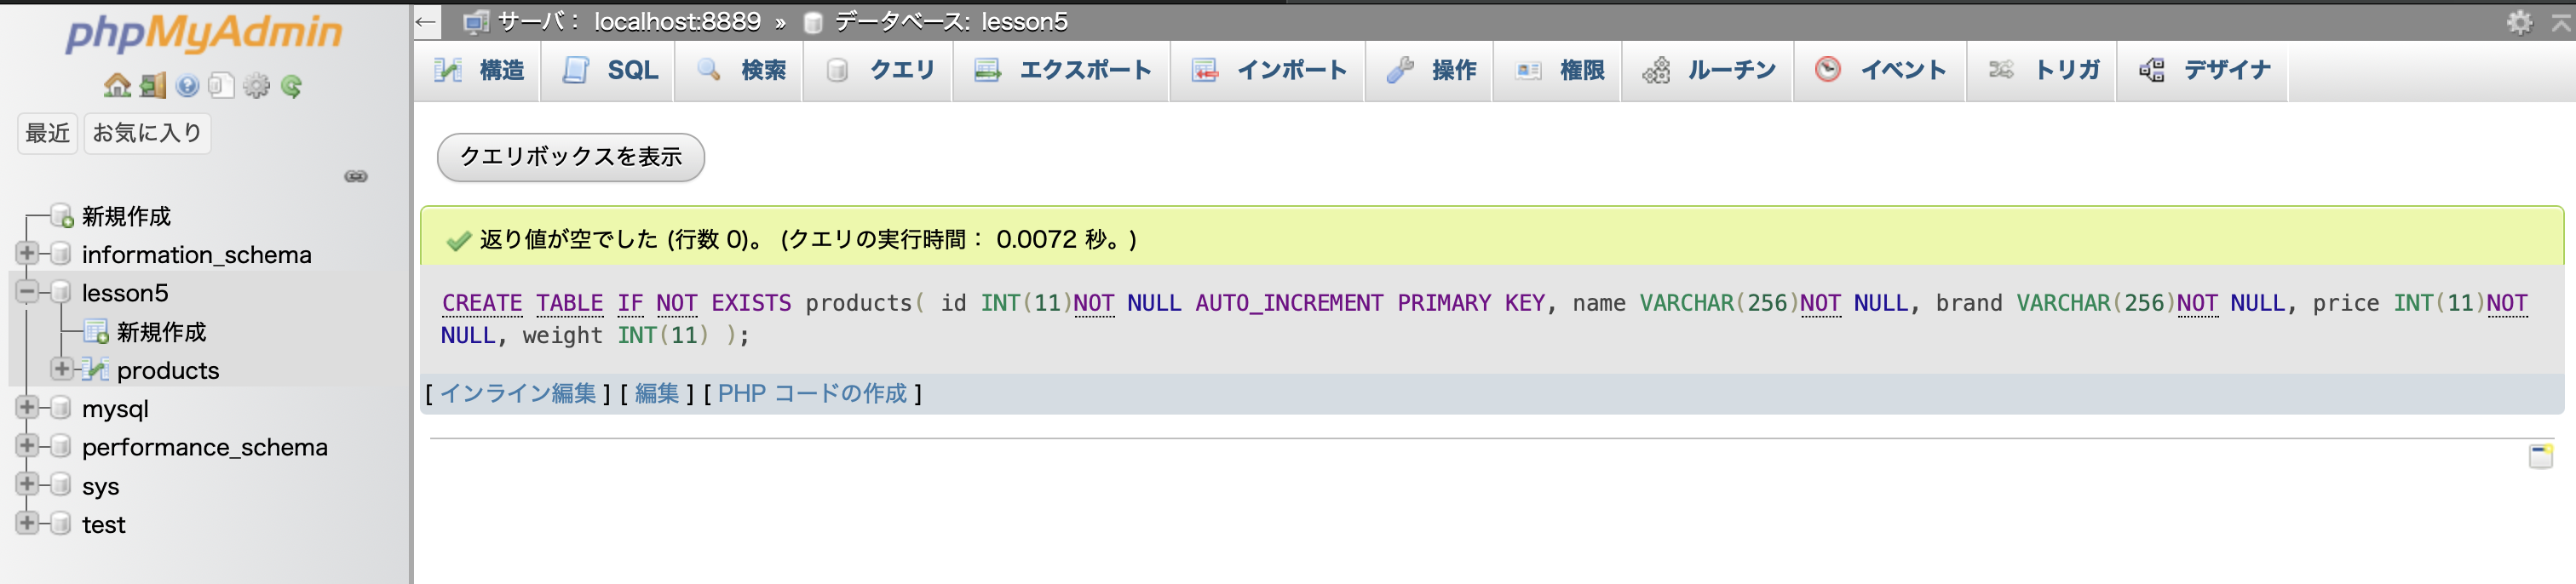 phpMyAdmin
最近 お気に入り
新規作成
information_schema
lesson5
新規作成
products
mysql
performance_schema
sys
test
← サーバ： localhost:8889 » データベース: lesson5
構造 SQL 検索 クエリ エクスポート インポート 操作 権限 ルーチン イベント トリガ デザイナ
クエリボックスを表示
返り値が空でした (行数 0)。 (クエリの実行時間： 0.0072 秒。)
CREATE TABLE IF NOT EXISTS products( id INT(11)NOT NULL AUTO_INCREMENT PRIMARY KEY, name VARCHAR(256)NOT NULL, brand VARCHAR(256)NOT NULL, price INT(11)NOT
NULL, weight INT(11) );
[ インライン編集 ] [ 編集 ] [ PHP コードの作成 ]